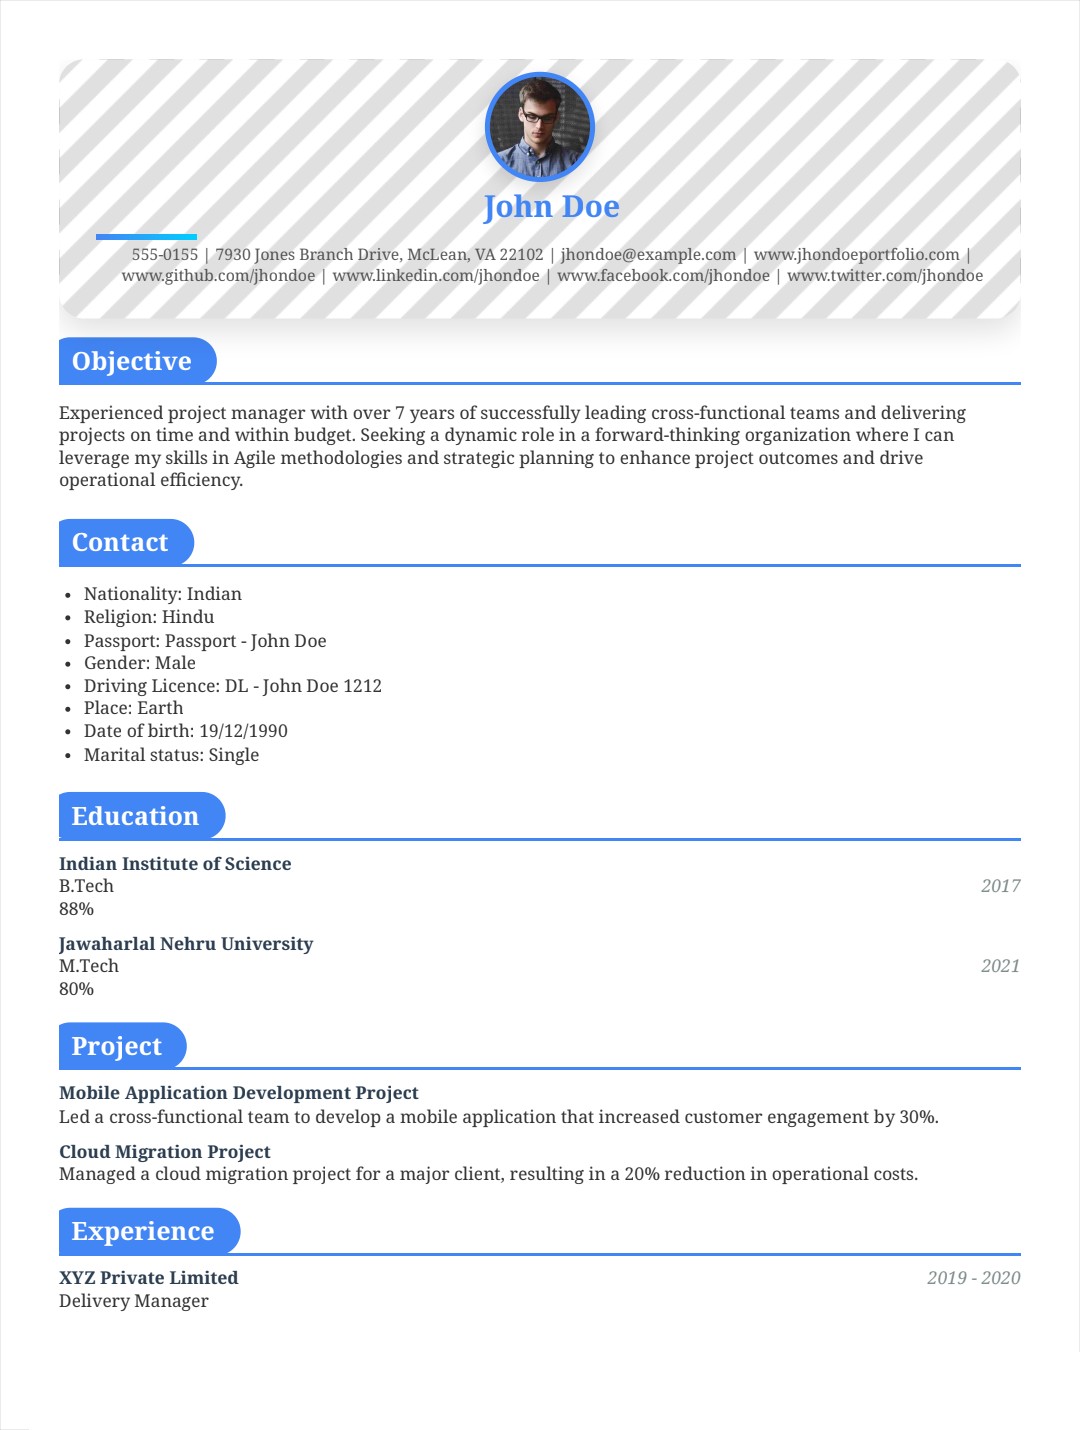 John Doe
555-0155 | 7930 Jones Branch Drive, McLean, VA 22102 | jhondoe@example.com | www.jhondoeportfolio.com |
www.github.com/jhondoe | www.linkedin.com/jhondoe | www.facebook.com/jhondoe | www.twitter.com/jhondoe
Objective
Experienced project manager with over 7 years of successfully leading cross-functional teams and delivering
projects on time and within budget. Seeking a dynamic role in a forward-thinking organization where I can
leverage my skills in Agile methodologies and strategic planning to enhance project outcomes and drive
operational efficiency.
Contact
• Nationality: Indian
• Religion: Hindu
• Passport: Passport - John Doe
• Gender: Male
• Driving Licence: DL - John Doe 1212
• Place: Earth
• Date of birth: 19/12/1990
• Marital status: Single
Education
Indian Institute of Science
B.Tech 2017
88%
Jawaharlal Nehru University
M.Tech 2021
80%
Project
Mobile Application Development Project
Led a cross-functional team to develop a mobile application that increased customer engagement by 30%.
Cloud Migration Project
Managed a cloud migration project for a major client, resulting in a 20% reduction in operational costs.
Experience
XYZ Private Limited 2019 - 2020
Delivery Manager